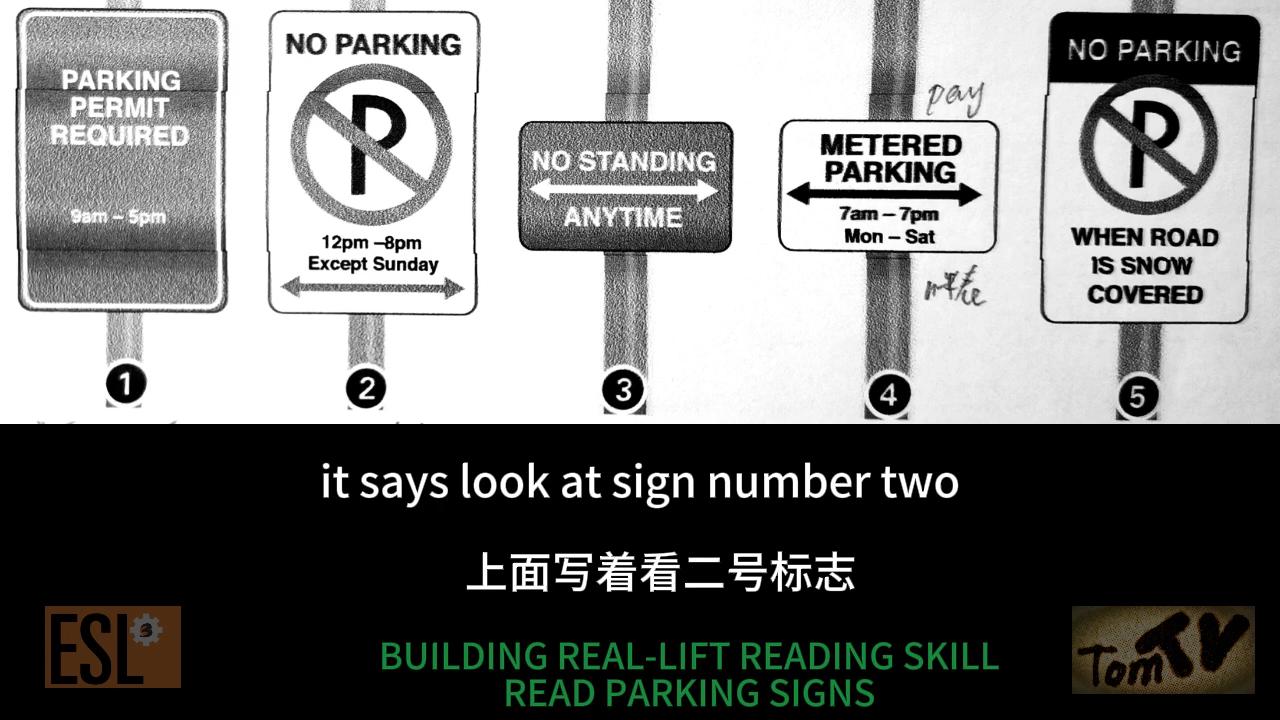 PARKING
PERMIT
REQUIRED
9am – 5pm
1
NO PARKING
P
12pm –8pm
Except Sunday
2
NO STANDING
ANYTIME
3
pay
METERED
PARKING
7am – 7pm
Mon – Sat
4
NO PARKING
P
WHEN ROAD
IS SNOW
COVERED
5
it says look at sign number two
上面写着看二号标志
BUILDING REAL-LIFT READING SKILL
READ PARKING SIGNS
ESL 3
Tom TV